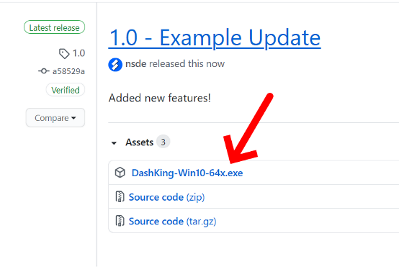 Latest release
1.0
a58529a
Verified
Compare
1.0 - Example Update
nsde released this now
Added new features!
Assets 3
DashKing-Win10-64x.exe
Source code (zip)
Source code (tar.gz)